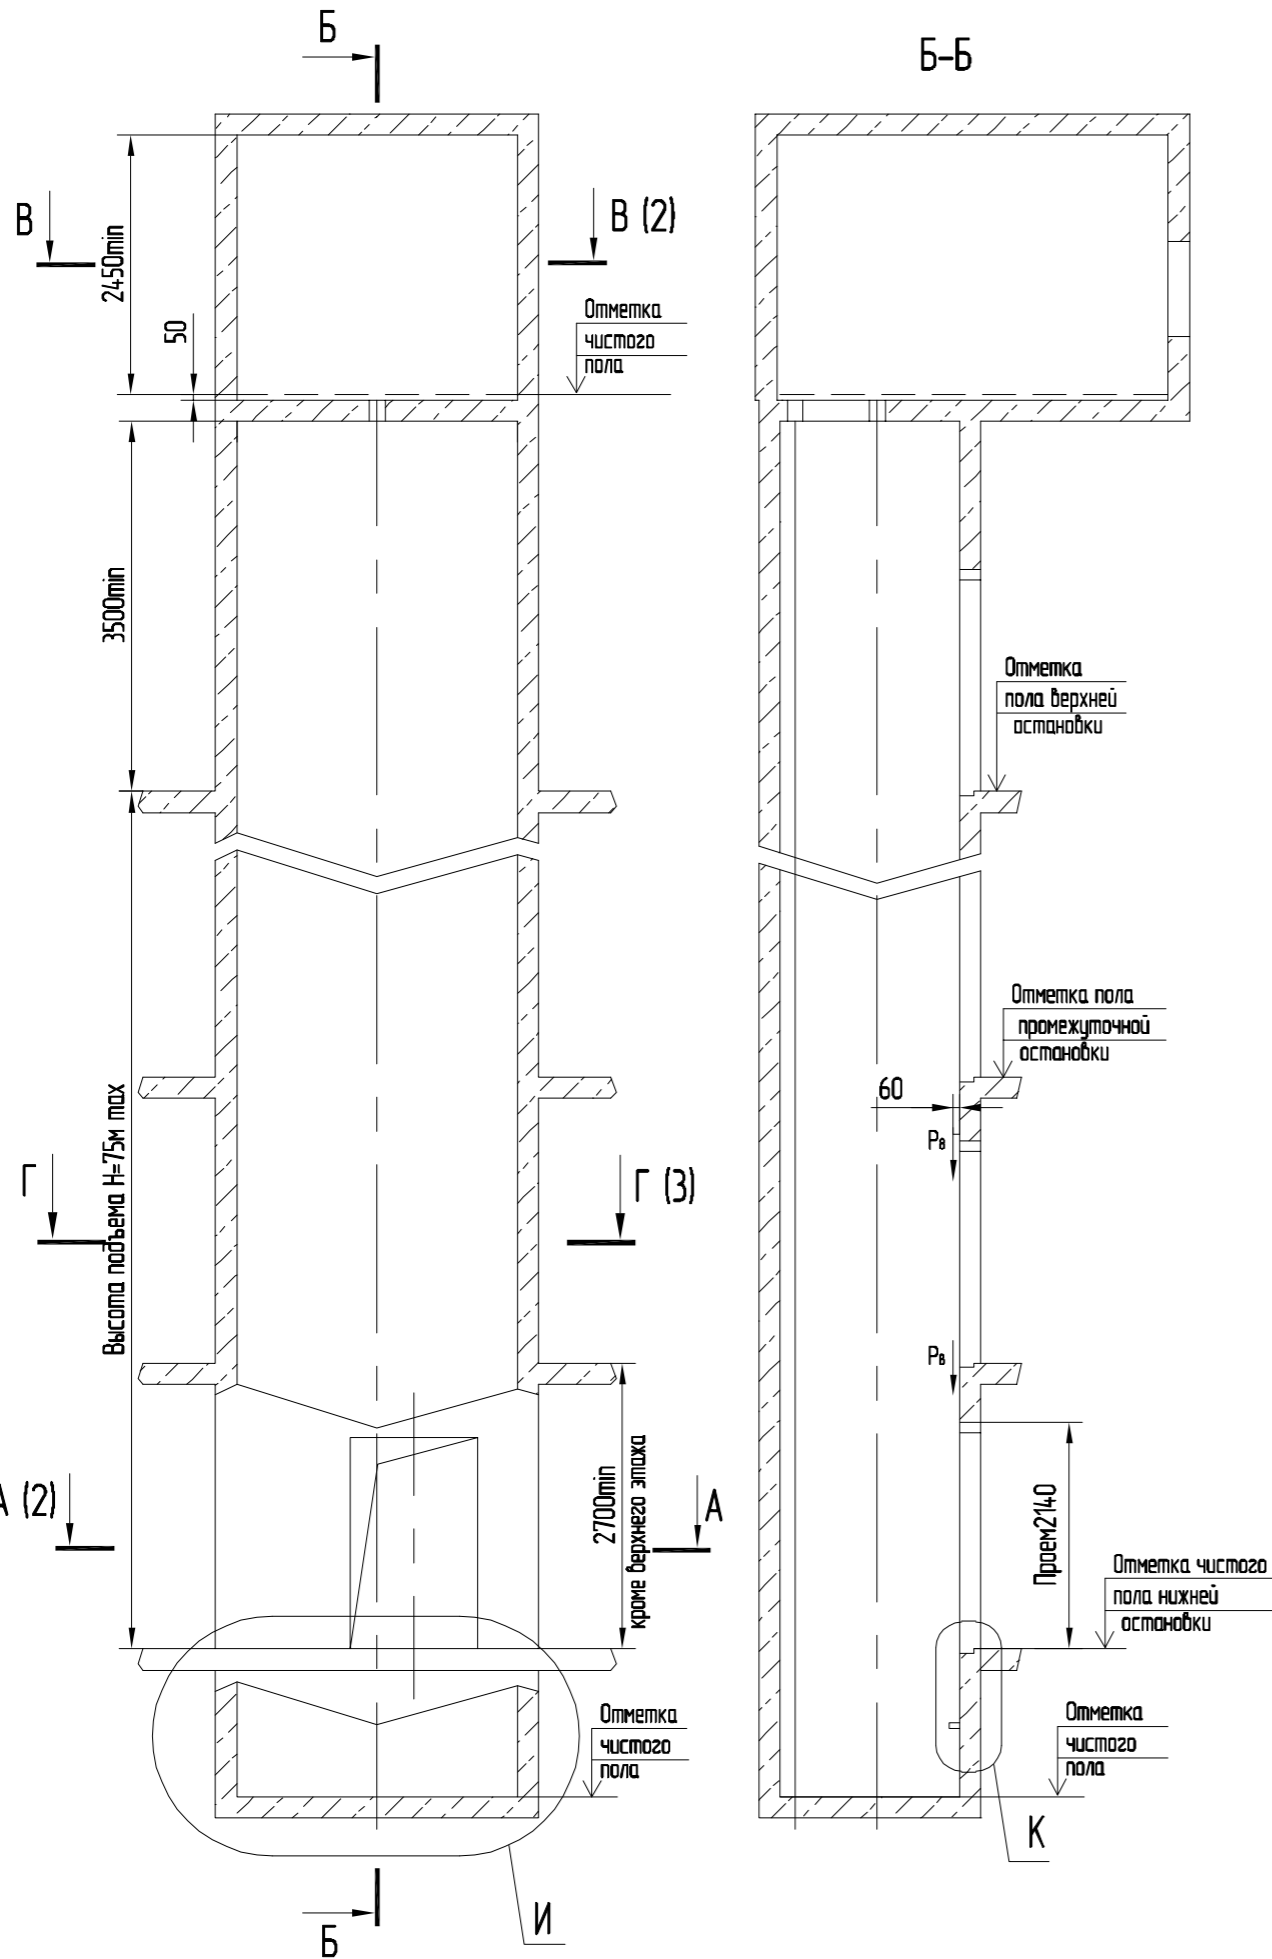 Б
Б-Б
В
В (2)
2450min
50
Отметка
чистого
пола
3500min
Отметка
пола верхней
остановки
Отметка пола
промежуточной
остановки
60
Рв
Г
Г (3)
Высота подъема Н=75м max
Рв
А (2)
2700min
кроме верхнего этажа
А
Проем2140
Отметка чистого
пола нижней
остановки
Отметка
чистого
пола
Отметка
чистого
пола
К
И
Б